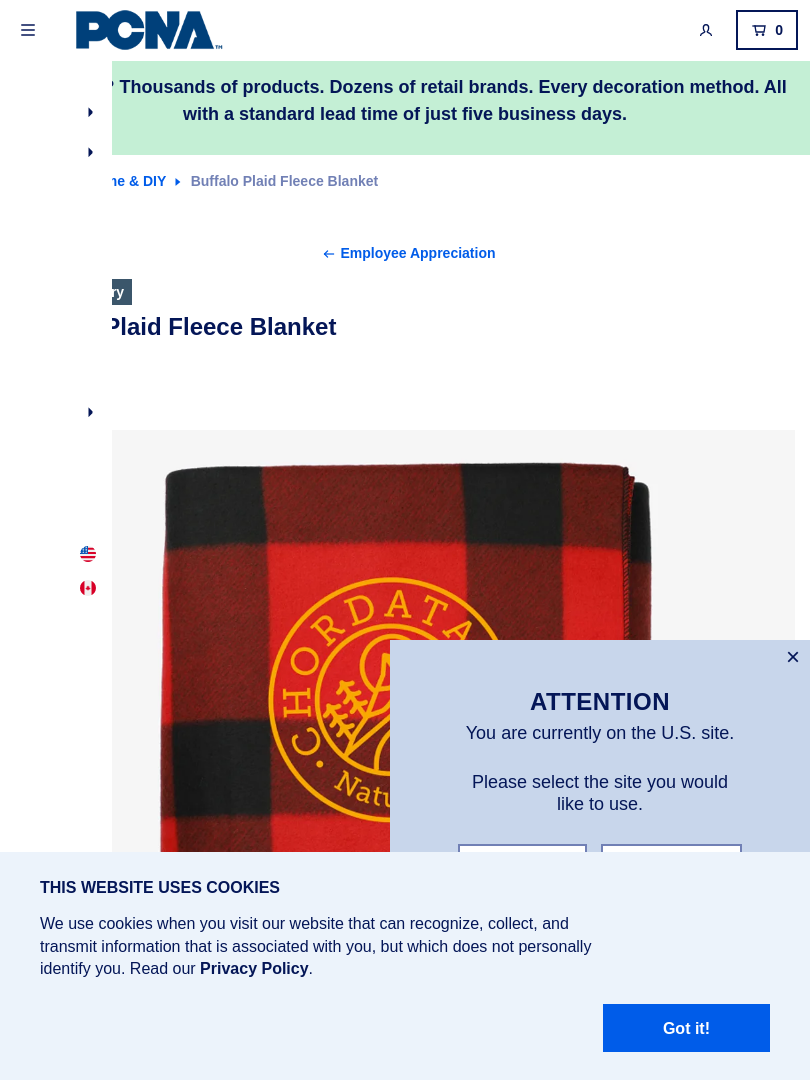 PCNA
0
? Thousands of products. Dozens of retail brands. Every decoration method. All
with a standard lead time of just five business days.
& DIY
Buffalo Plaid Fleece Blanket
Employee Appreciation
Plaid Fleece Blanket
CHORDATA
ATTENTION
You are currently on the U.S. site.
Please select the site you would
like to use.
THIS WEBSITE USES COOKIES
We use cookies when you visit our website that can recognize, collect, and
transmit information that is associated with you, but which does not personally
identify you. Read our Privacy Policy.
Got it!